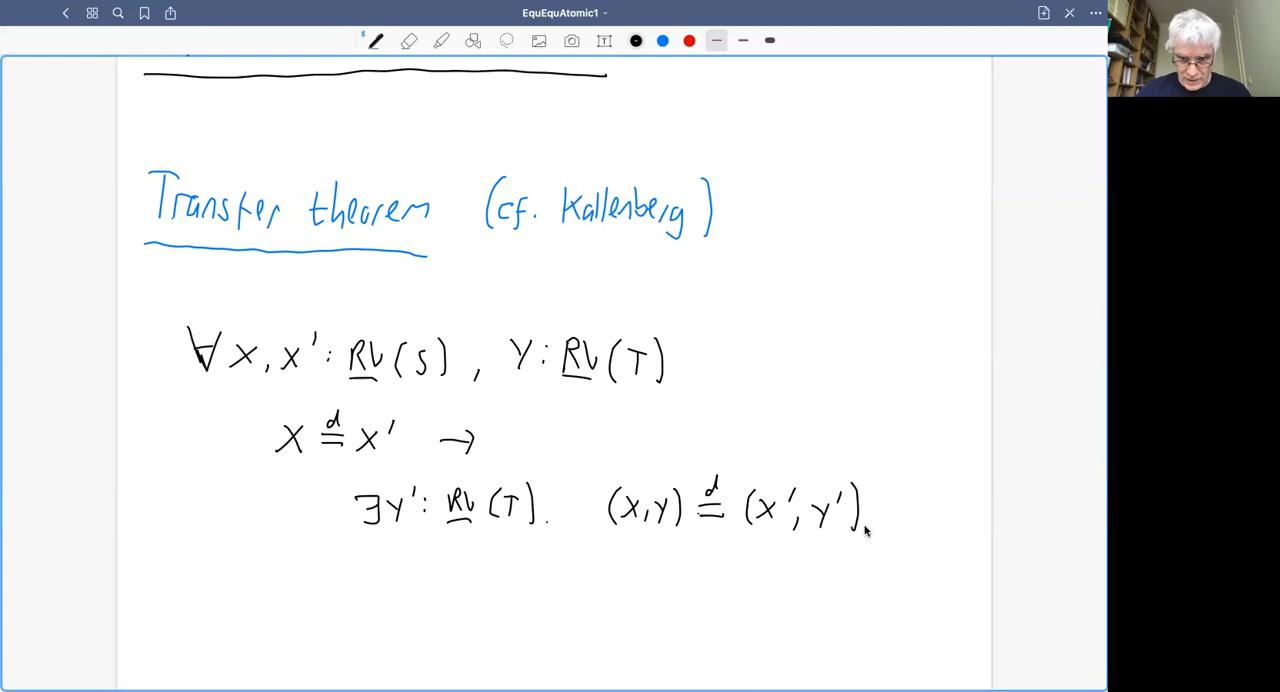 EquEquAtomic1
Transfer theorem (cf. Kallenberg)
∀ X, X' : RV(S), Y : RV(T)
X =ᵈ X' →
∃ Y' : RV(T). (X,Y) =ᵈ (X',Y')